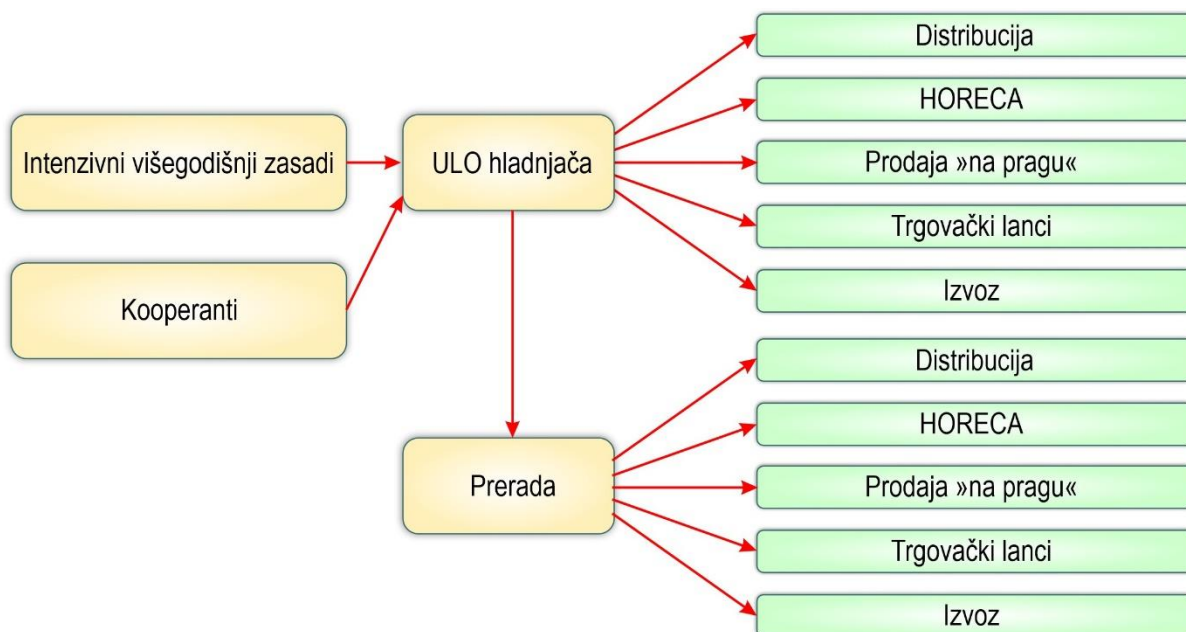 Intenzivni višegodišnji zasadi
Kooperanti
ULO hladnjača
Prerada
Distribucija
HORECA
Prodaja »na pragu«
Trgovački lanci
Izvoz
Distribucija
HORECA
Prodaja »na pragu«
Trgovački lanci
Izvoz